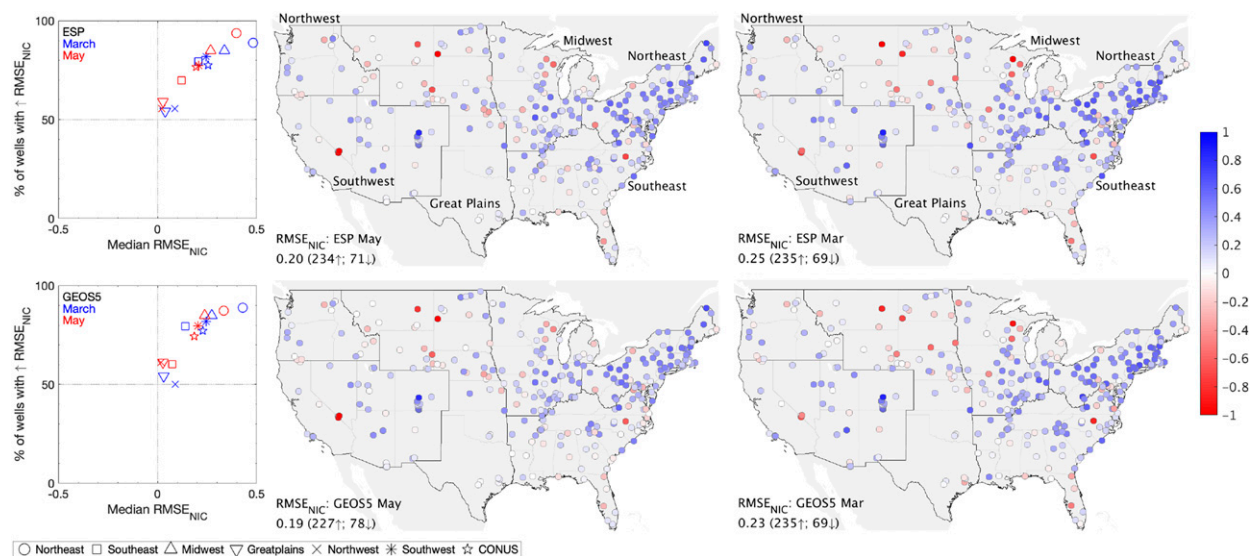 ESP
March
May
% of wells with ↑ RMSE_NIC
100
50
0
-0.5
0
0.5
Median RMSE_NIC
Northwest
Midwest
Northeast
Southwest
Southeast
Great Plains
RMSE_NIC: ESP May
0.20 (234↑; 71↓)
Northwest
Midwest
Northeast
Southwest
Southeast
Great Plains
RMSE_NIC: ESP Mar
0.25 (235↑; 69↓)
GEOS5
March
May
% of wells with ↑ RMSE_NIC
100
50
0
-0.5
0
0.5
Median RMSE_NIC
RMSE_NIC: GEOS5 May
0.19 (227↑; 78↓)
RMSE_NIC: GEOS5 Mar
0.23 (235↑; 69↓)
1
0.8
0.6
0.4
0.2
0
-0.2
-0.4
-0.6
-0.8
-1
Northeast Southeast Midwest Greatplains Northwest Southwest CONUS